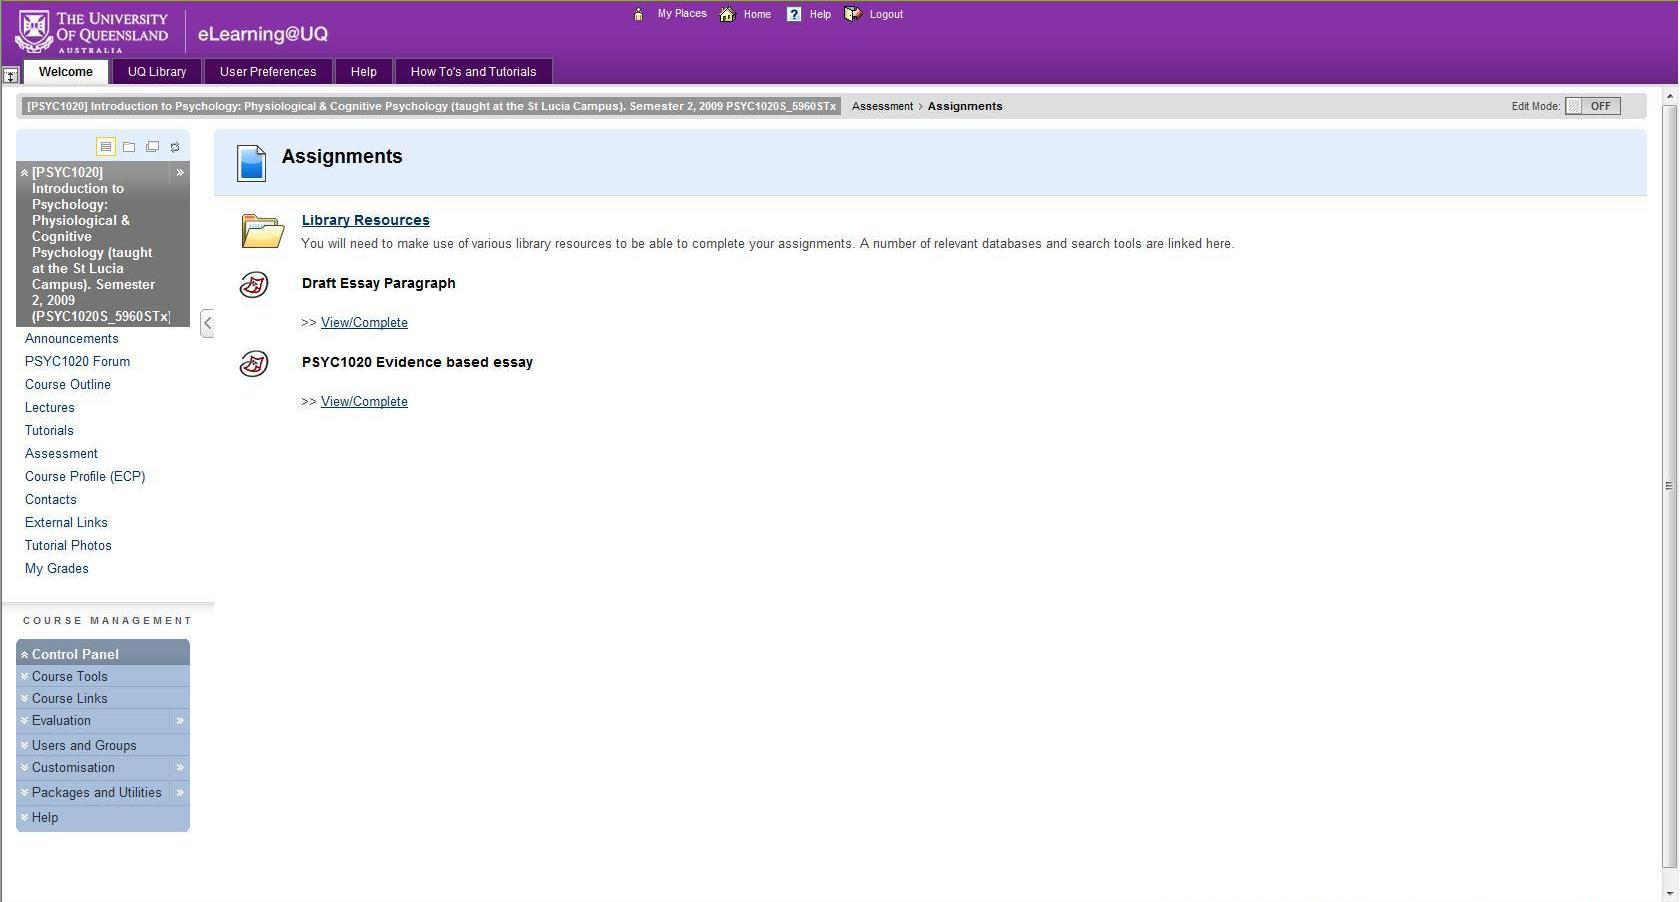 THE UNIVERSITY
OF QUEENSLAND
AUSTRALIA
eLearning@UQ
My Places Home Help Logout
Welcome UQ Library User Preferences Help How To's and Tutorials
[PSYC1020] Introduction to Psychology: Physiological & Cognitive Psychology (taught at the St Lucia Campus). Semester 2, 2009 PSYC1020S_5960STx Assessment > Assignments
Edit Mode: OFF
[PSYC1020]
Introduction to
Psychology:
Physiological &
Cognitive
Psychology (taught
at the St Lucia
Campus). Semester
2, 2009
(PSYC1020S_5960STx)
Announcements
PSYC1020 Forum
Course Outline
Lectures
Tutorials
Assessment
Course Profile (ECP)
Contacts
External Links
Tutorial Photos
My Grades
COURSE MANAGEMENT
Control Panel
Course Tools
Course Links
Evaluation
Users and Groups
Customisation
Packages and Utilities
Help
Assignments
Library Resources
You will need to make use of various library resources to be able to complete your assignments. A number of relevant databases and search tools are linked here.
Draft Essay Paragraph
>> View/Complete
PSYC1020 Evidence based essay
>> View/Complete